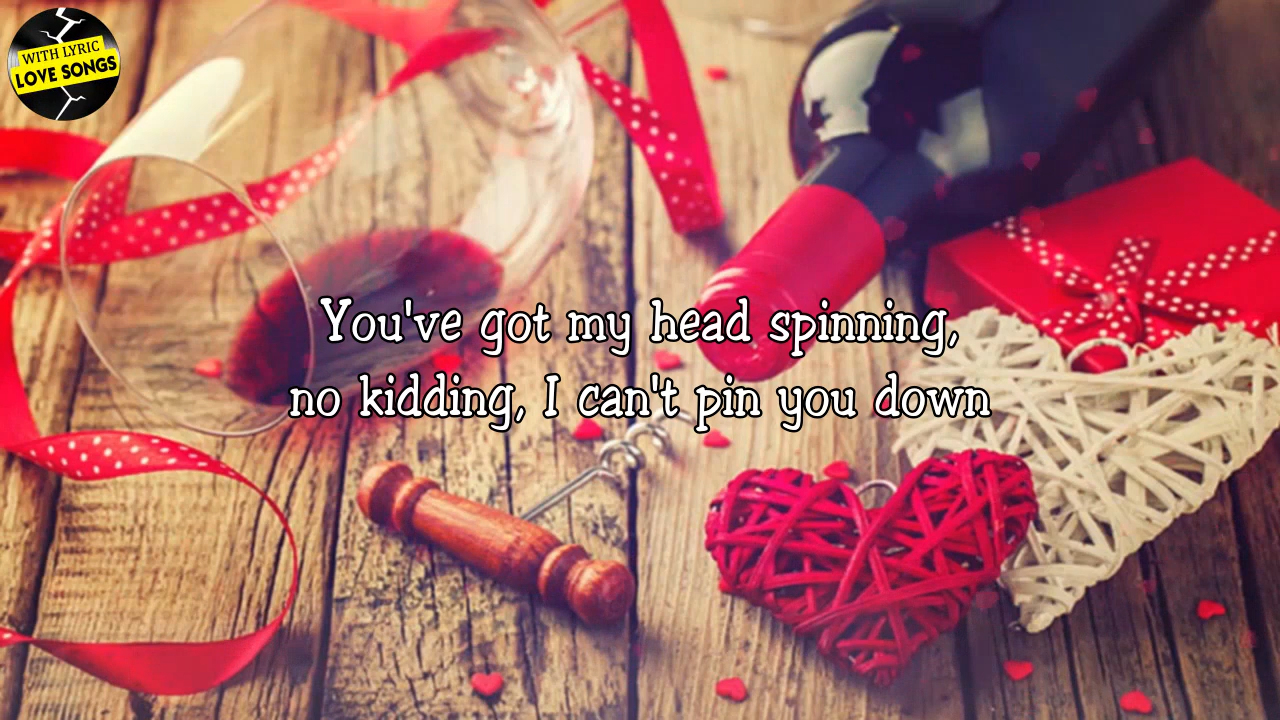 WITH LYRIC
LOVE SONGS
You've got my head spinning,
no kidding, I can't pin you down